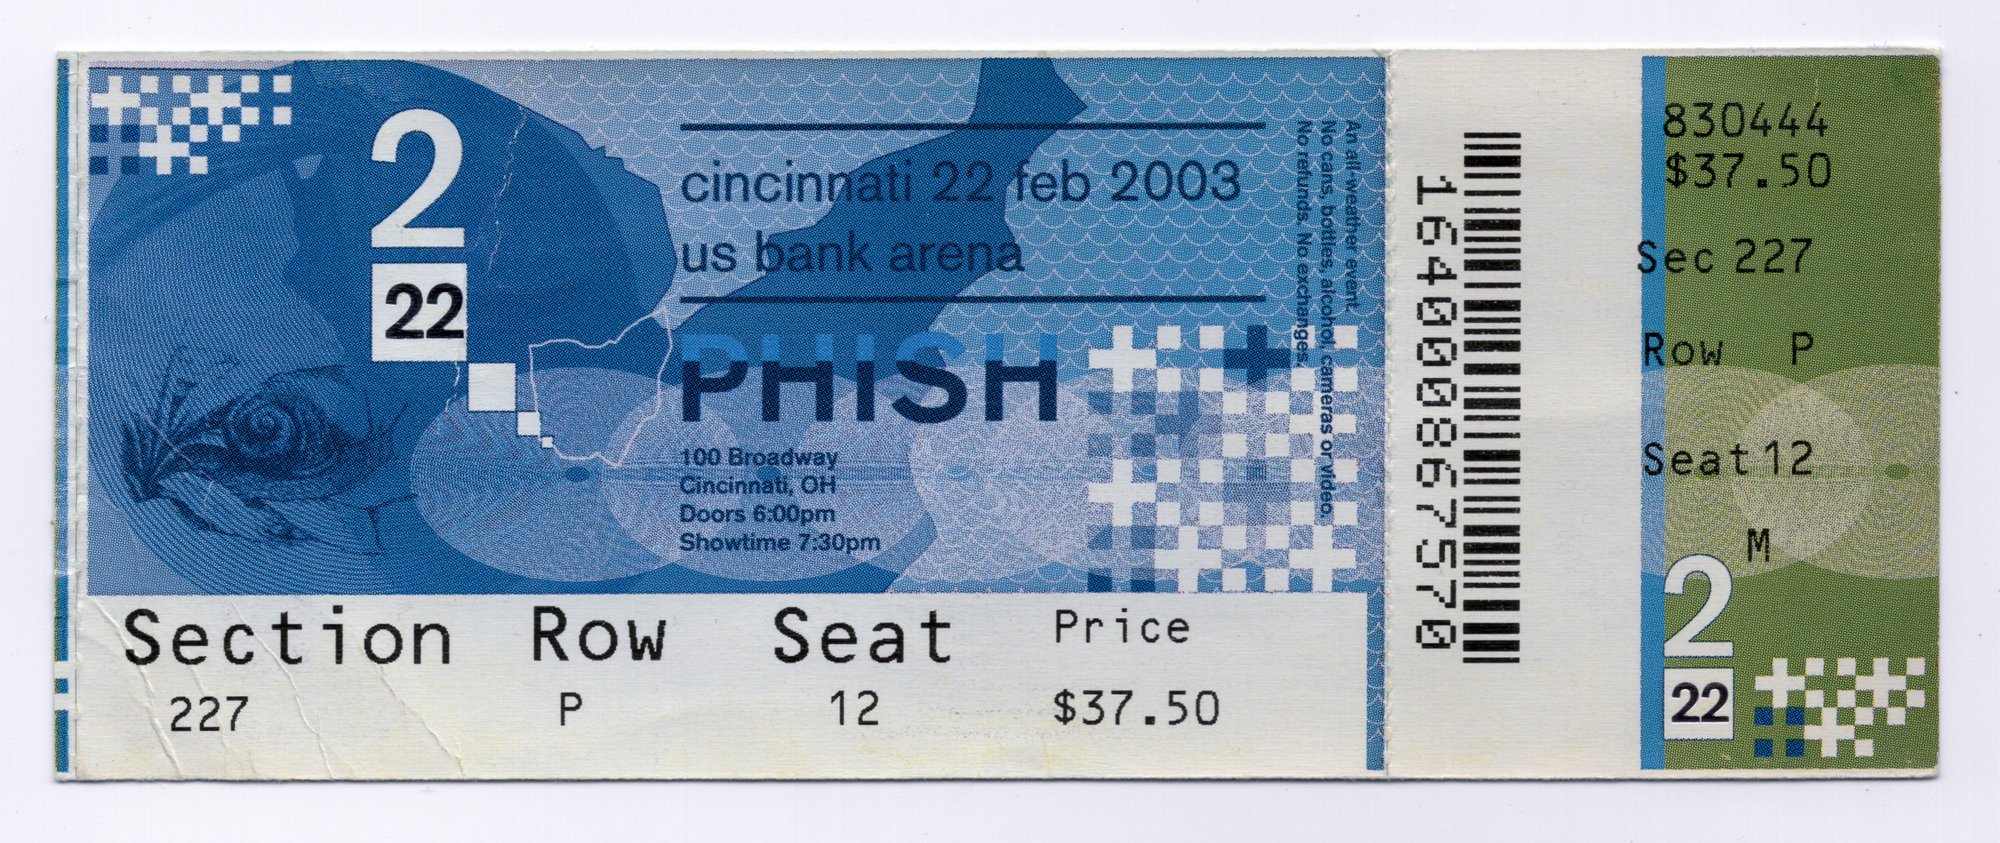 2
22
cincinnati 22 feb 2003
us bank arena
PHISH
100 Broadway
Cincinnati, OH
Doors 6:00pm
Showtime 7:30pm
An all-weather event.
No cans, bottles, alcohol, cameras or video.
No refunds. No exchanges.
Section Row Seat Price
227 P 12 $37.50
164000867570
830444
$37.50
Sec 227
Row P
Seat 12
M
2
22